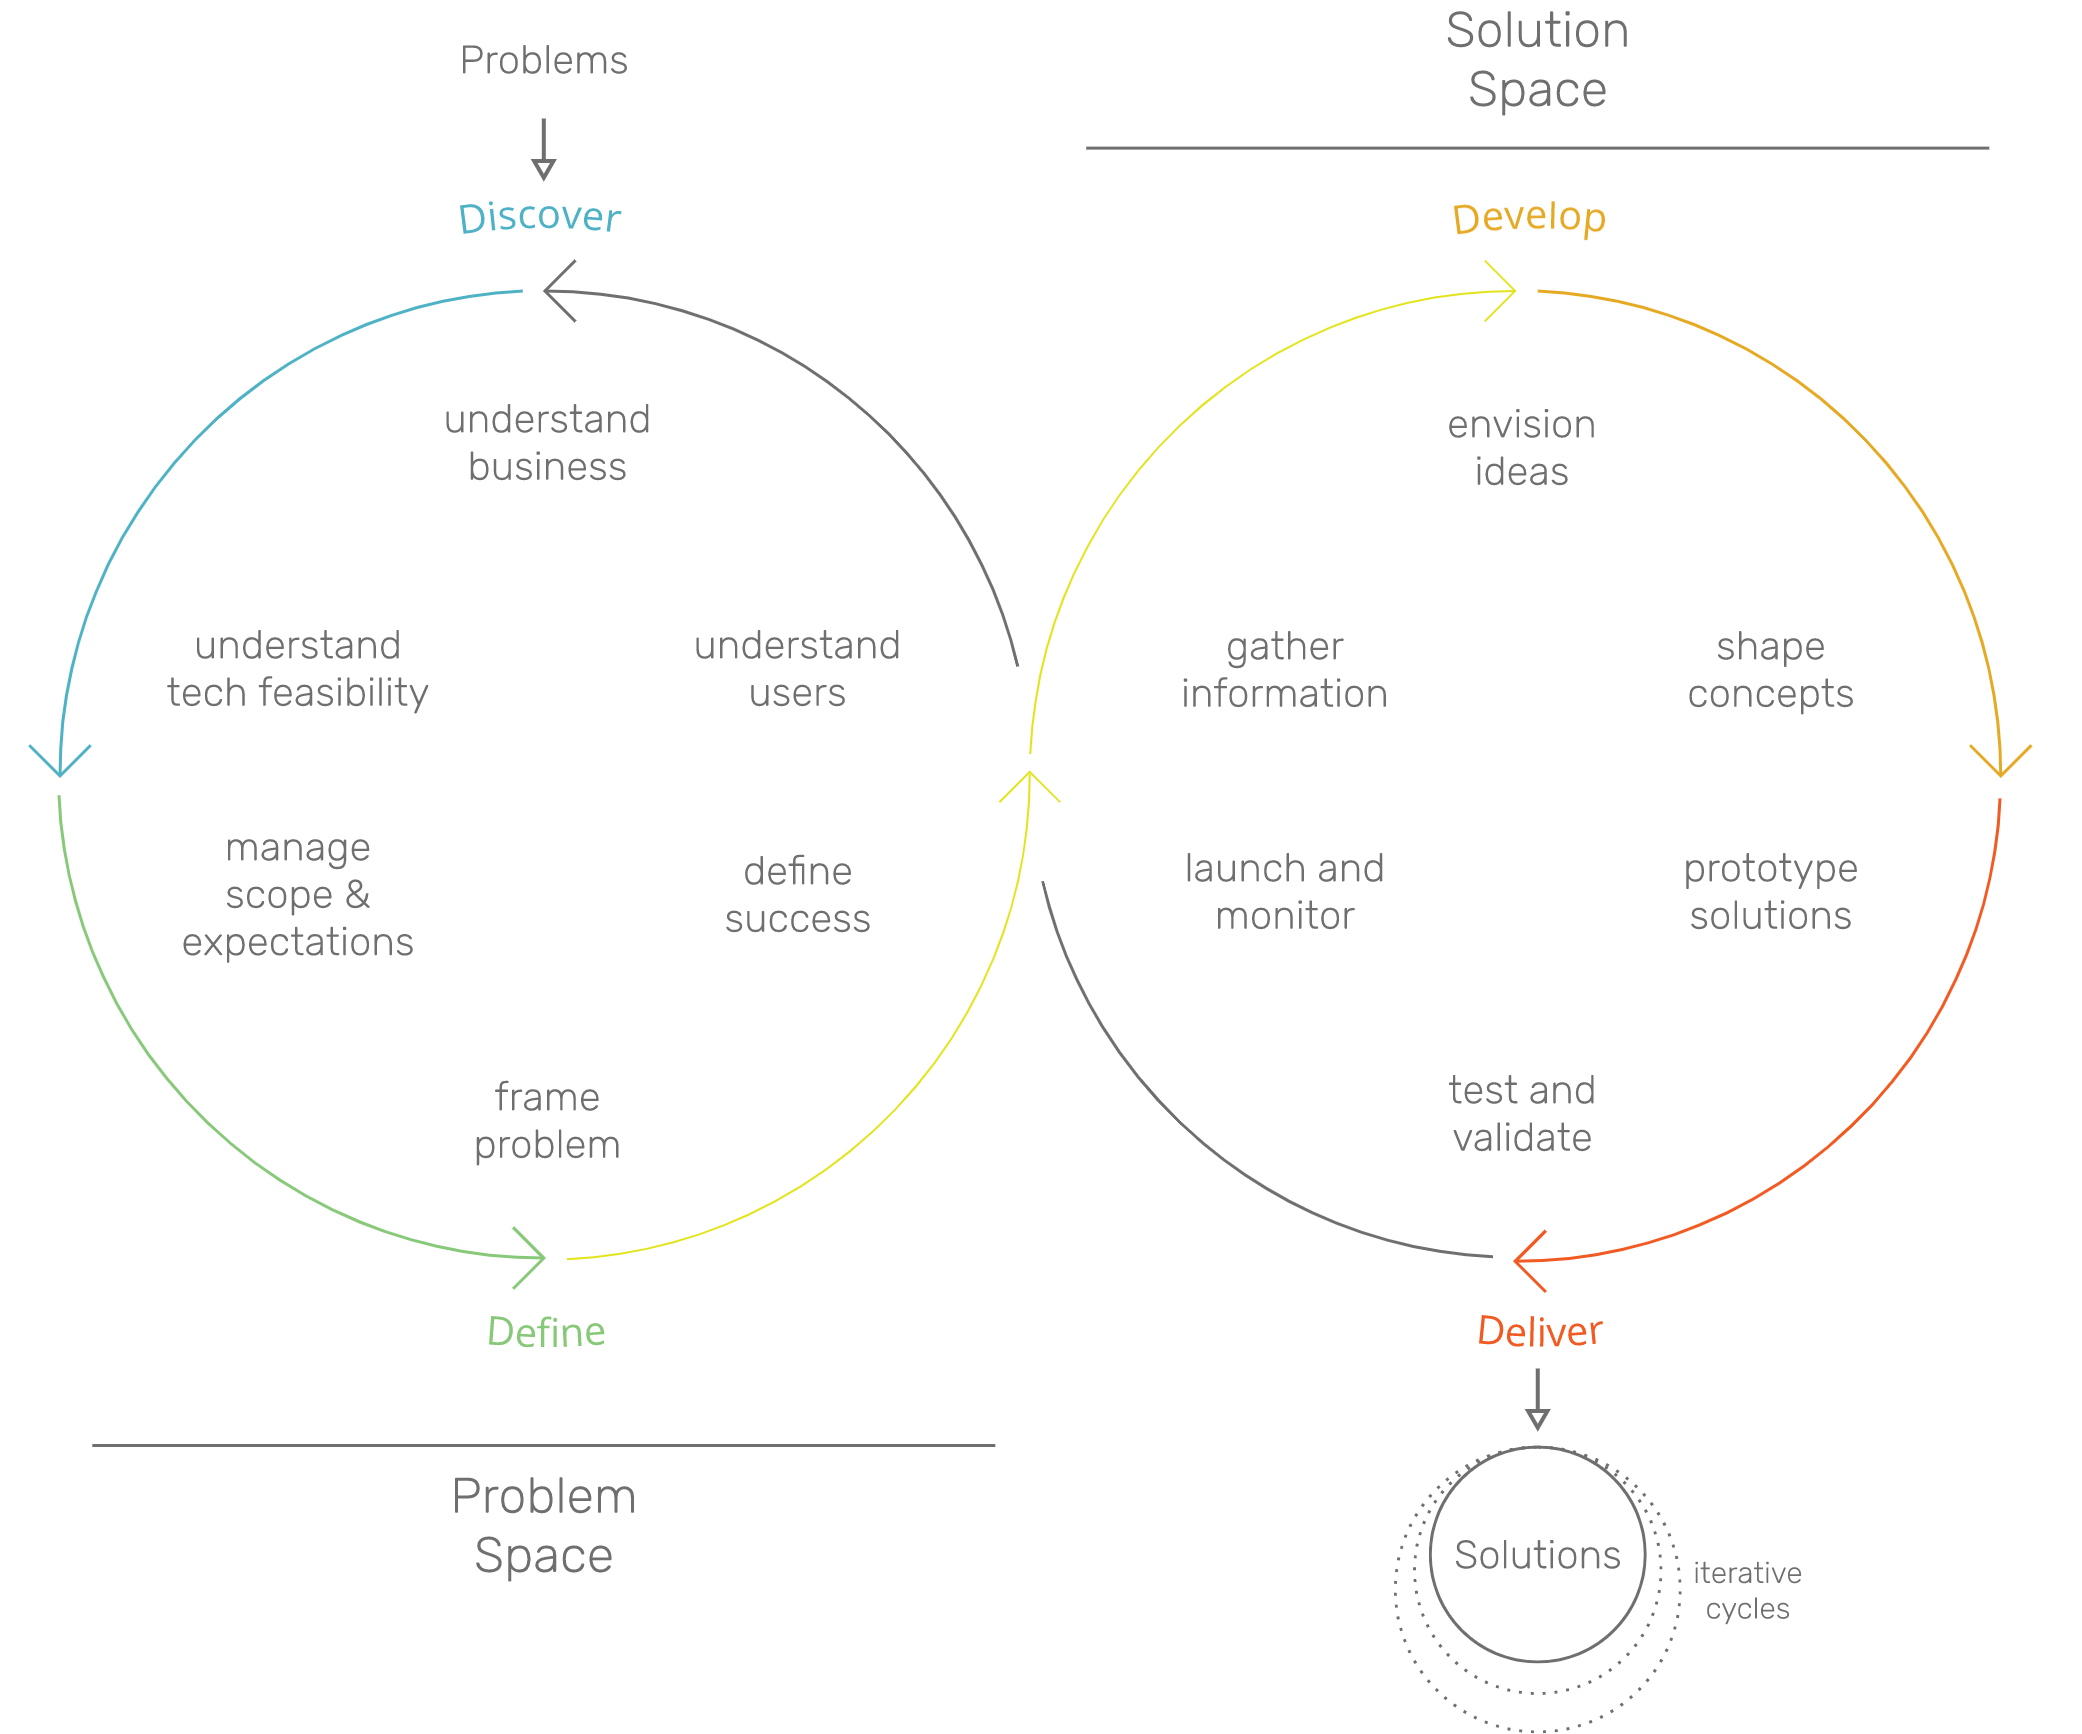 Problems
Discover
understand
business
understand
tech feasibility
understand
users
manage
scope &
expectations
define
success
frame
problem
Define
Problem
Space
Solution
Space
Develop
envision
ideas
gather
information
shape
concepts
launch and
monitor
prototype
solutions
test and
validate
Deliver
Solutions
iterative
cycles